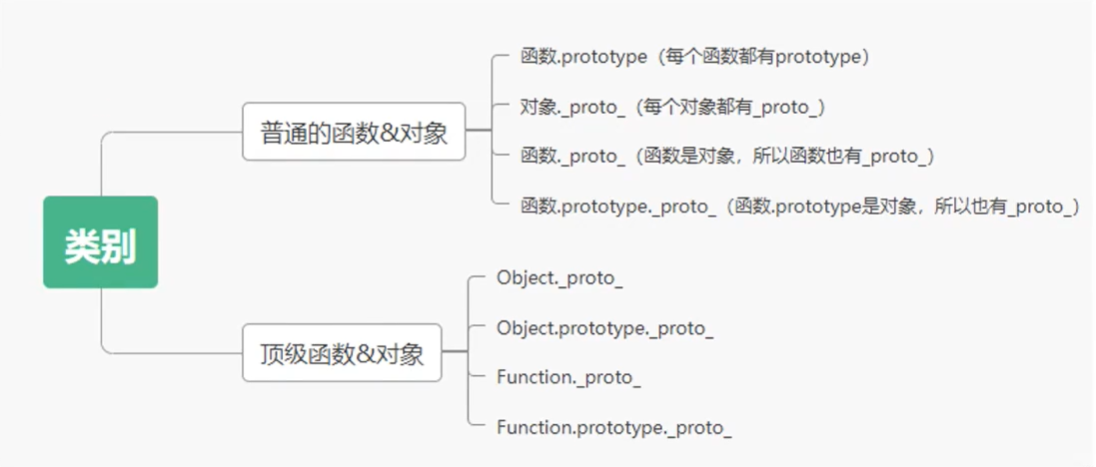 类别
普通的函数&对象
函数.prototype（每个函数都有prototype）
对象._proto_（每个对象都有_proto_）
函数._proto_（函数是对象，所以函数也有_proto_）
函数.prototype._proto_（函数.prototype是对象，所以也有_proto_）
顶级函数&对象
Object._proto_
Object.prototype._proto_
Function._proto_
Function.prototype._proto_